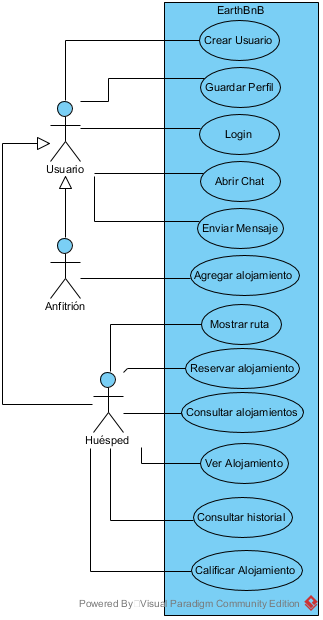 EarthBnB
Crear Usuario
Guardar Perfil
Login
Usuario
Abrir Chat
Enviar Mensaje
Agregar alojamiento
Anfitrión
Mostrar ruta
Reservar alojamiento
Consultar alojamientos
Huésped
Ver Alojamiento
Consultar historial
Calificar Alojamiento
Powered By Visual Paradigm Community Edition